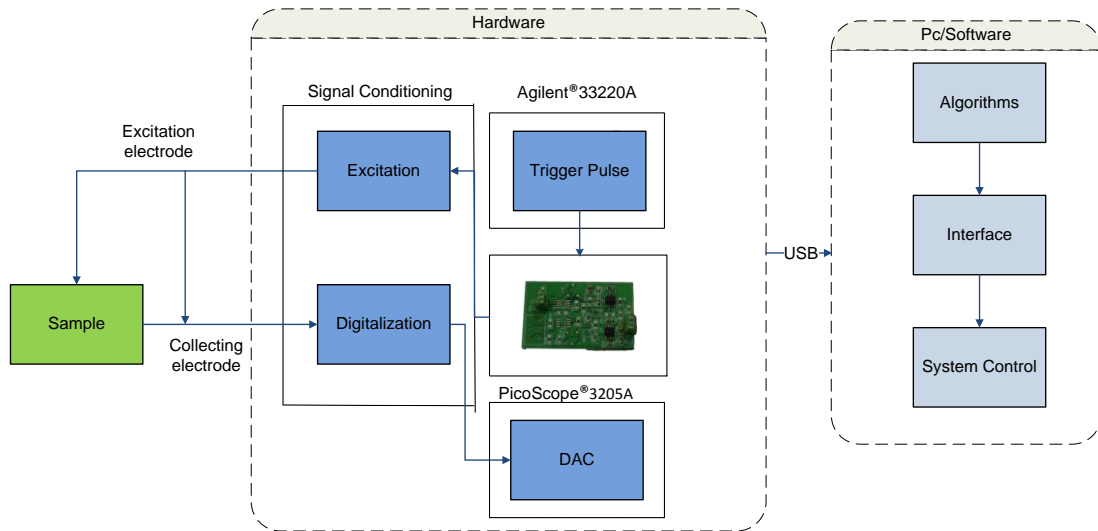 Hardware
Pc/Software
Signal Conditioning
Agilent®33220A
Algorithms
Excitation
electrode
Excitation
Trigger Pulse
Interface
USB
Sample
Digitalization
Collecting
electrode
System Control
PicoScope®3205A
DAC